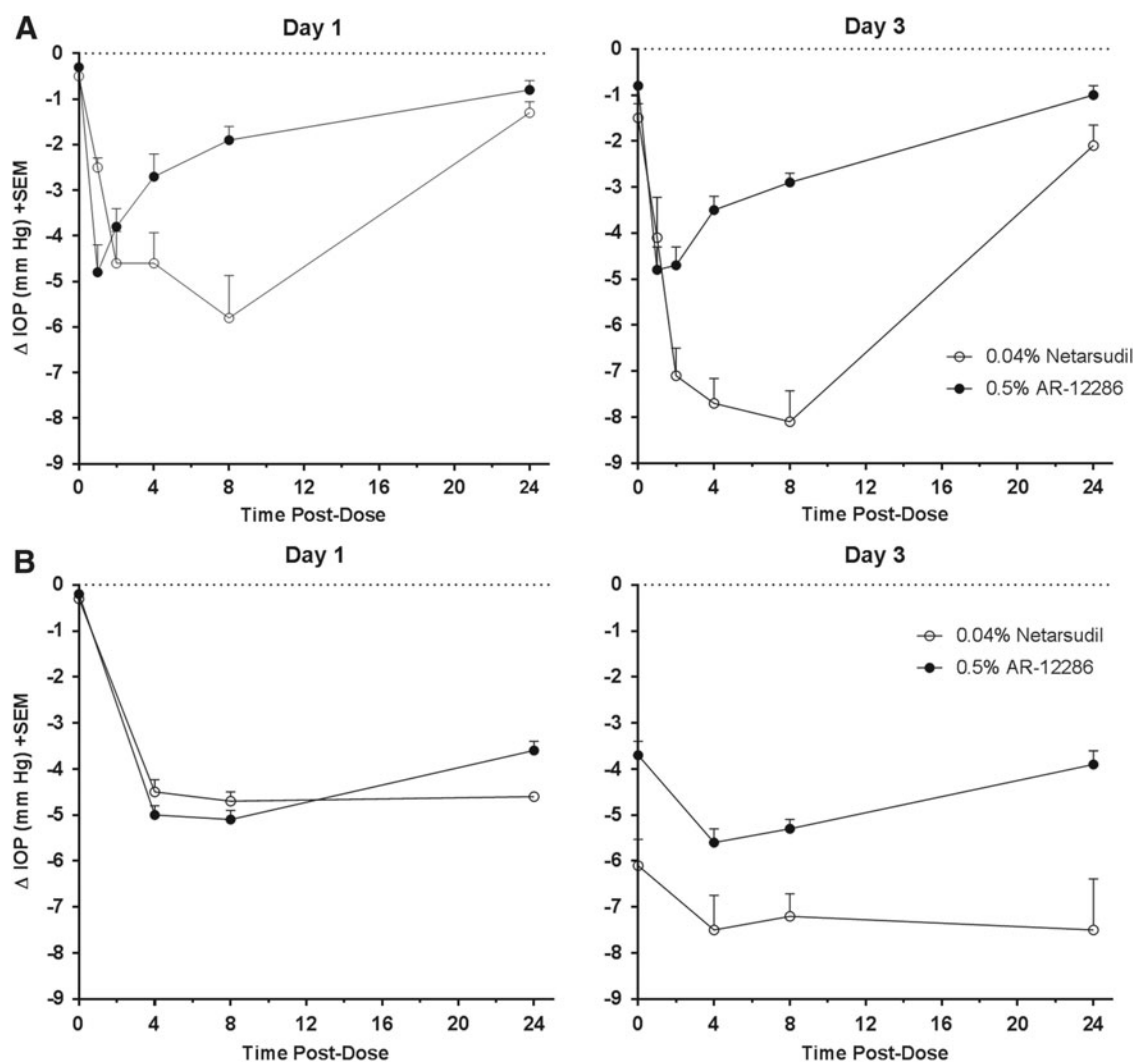 A
Day 1
Day 3
Δ IOP (mm Hg) +SEM
-0
-1
-2
-3
-4
-5
-6
-7
-8
-9
0 4 8 12 16 20 24
Time Post-Dose
-0
-1
-2
-3
-4
-5
-6
-7
-8
-9
0 4 8 12 16 20 24
Time Post-Dose
0.04% Netarsudil
0.5% AR-12286
B
Day 1
Day 3
Δ IOP (mm Hg) +SEM
0
-1
-2
-3
-4
-5
-6
-7
-8
-9
0 4 8 12 16 20 24
Time Post-Dose
0
-1
-2
-3
-4
-5
-6
-7
-8
-9
0 4 8 12 16 20 24
Time Post-Dose
0.04% Netarsudil
0.5% AR-12286